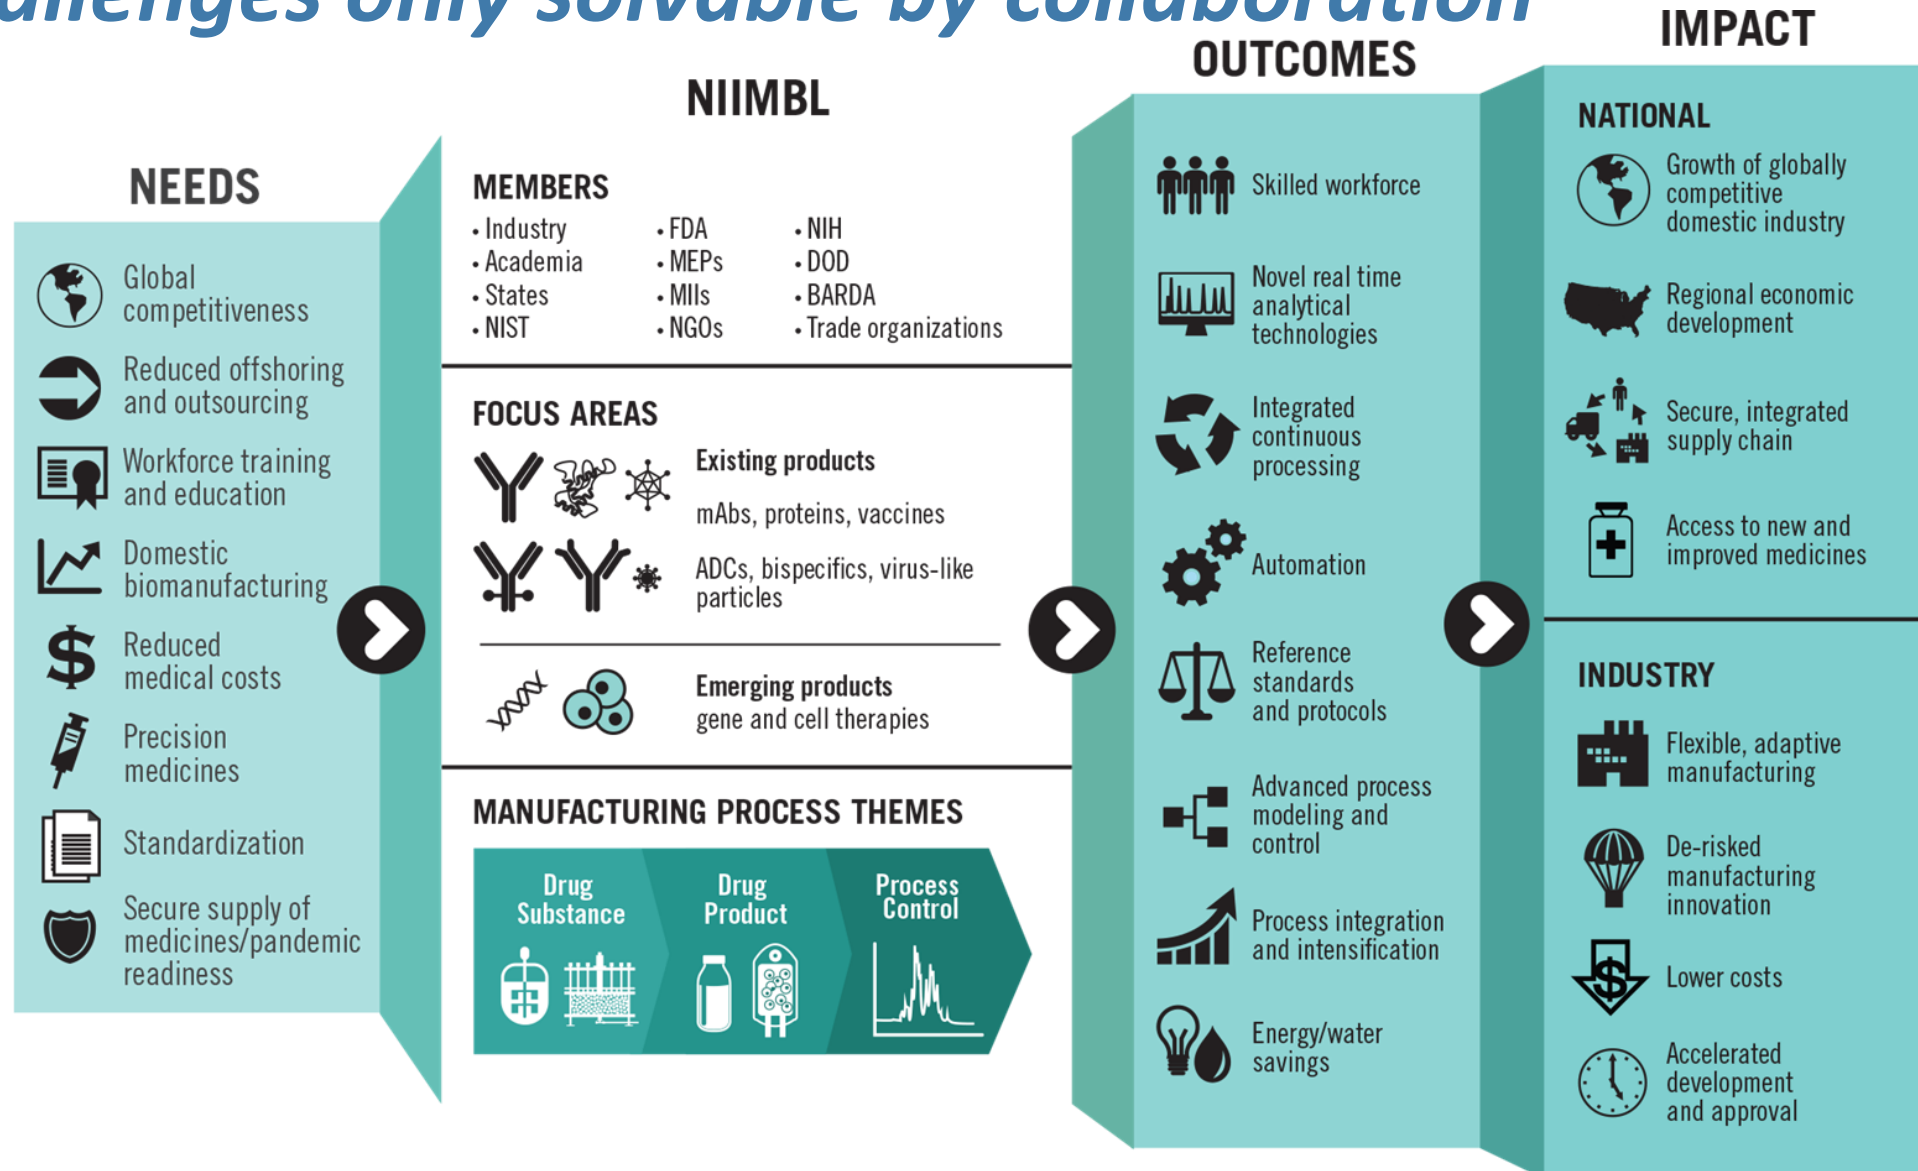 allenges only solvable by collaboration
NEEDS
Global
competitiveness
Reduced offshoring
and outsourcing
Workforce training
and education
Domestic
biomanufacturing
Reduced
medical costs
Precision
medicines
Standardization
Secure supply of
medicines/pandemic
readiness
NIIMBL
MEMBERS
• Industry
• Academia
• States
• NIST
• FDA
• MEPs
• MIIs
• NGOs
• NIH
• DOD
• BARDA
• Trade organizations
FOCUS AREAS
Existing products
mAbs, proteins, vaccines
ADCs, bispecifics, virus-like
particles
Emerging products
gene and cell therapies
MANUFACTURING PROCESS THEMES
Drug
Substance
Drug
Product
Process
Control
OUTCOMES
Skilled workforce
Novel real time
analytical
technologies
Integrated
continuous
processing
Automation
Reference
standards
and protocols
Advanced process
modeling and
control
Process integration
and intensification
Energy/water
savings
IMPACT
NATIONAL
Growth of globally
competitive
domestic industry
Regional economic
development
Secure, integrated
supply chain
Access to new and
improved medicines
INDUSTRY
Flexible, adaptive
manufacturing
De-risked
manufacturing
innovation
Lower costs
Accelerated
development
and approval